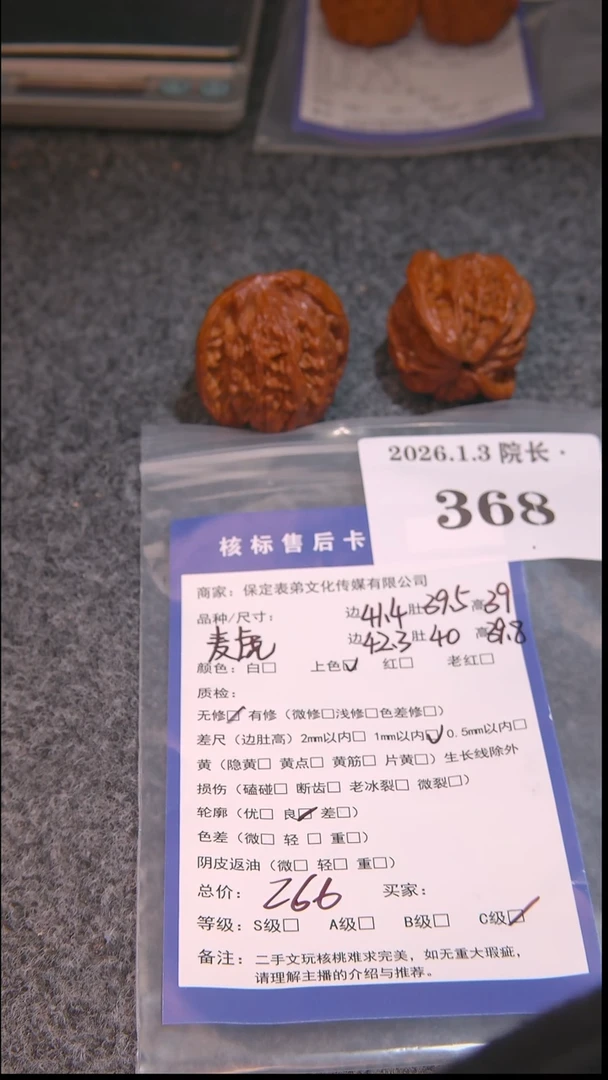 2026.1.3 院长·
368
核标售后卡
商家：保定表弟文化传媒有限公司
品种/尺寸： 边41.4肚39.5高39
麦虎 边42.3肚40高39.8
颜色：白□ 上色☑ 红□ 老红□
质检：
无修☑ 有修（微修□浅修□色差修□）
差尺（边肚高）2mm以内□ 1mm以内☑ 0.5mm以内□
黄（隐黄□ 黄点□ 黄筋□ 片黄□）生长线除外
损伤（磕碰□ 断齿□ 老冰裂□ 微裂□）
轮廓（优□ 良☑ 差□）
色差（微□ 轻□ 重□）
阴皮返油（微□ 轻□ 重□）
总价：266 买家：
等级：S级□ A级□ B级□ C级☑
备注：二手文玩核桃难求完美，如无重大瑕疵，
请理解主播的介绍与推荐。